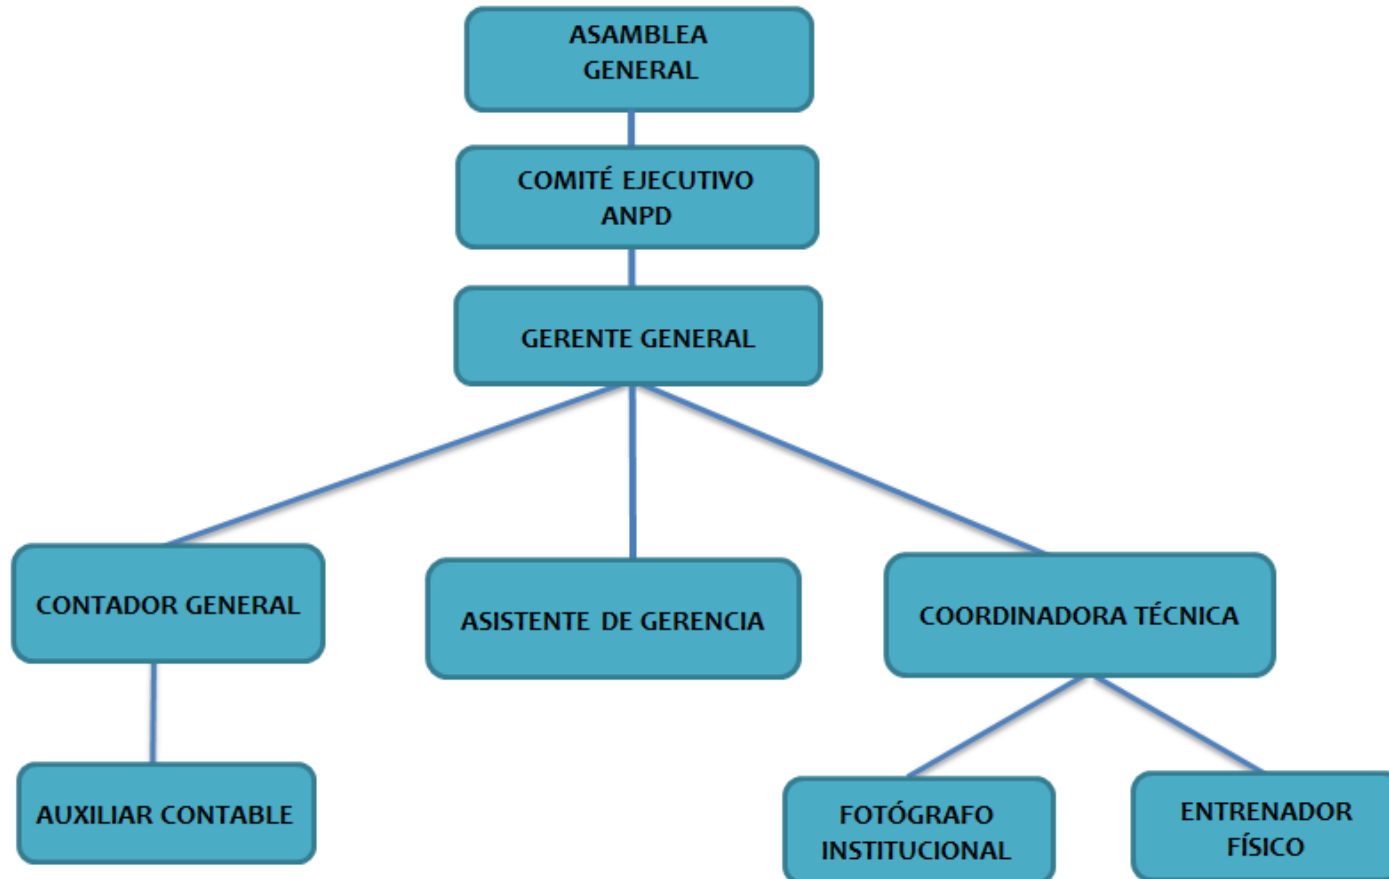 ASAMBLEA
GENERAL
COMITÉ EJECUTIVO
ANPD
GERENTE GENERAL
CONTADOR GENERAL
ASISTENTE DE GERENCIA
COORDINADORA TÉCNICA
AUXILIAR CONTABLE
FOTÓGRAFO
INSTITUCIONAL
ENTRENADOR
FÍSICO